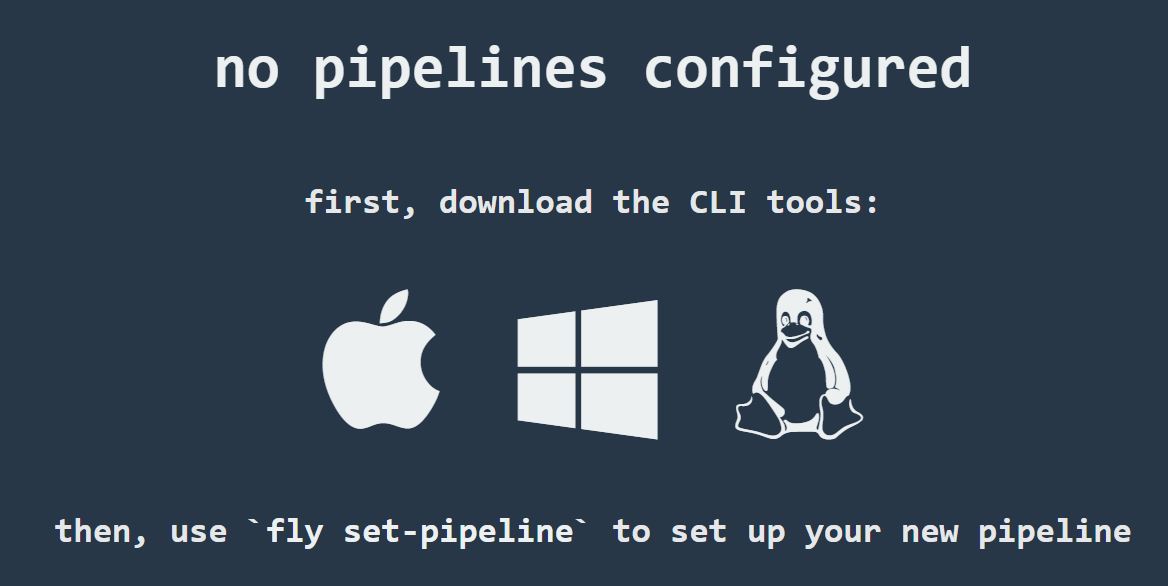 no pipelines configured
first, download the CLI tools:
then, use `fly set-pipeline` to set up your new pipeline